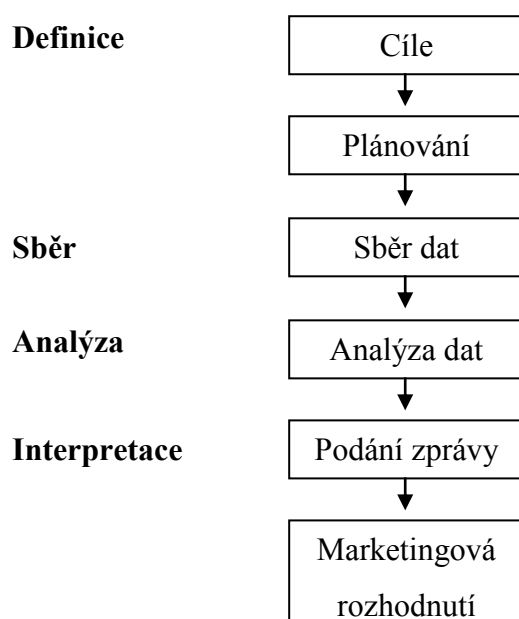 Definice
Cíle
Plánování
Sběr
Sběr dat
Analýza
Analýza dat
Interpretace
Podání zprávy
Marketingová
rozhodnutí